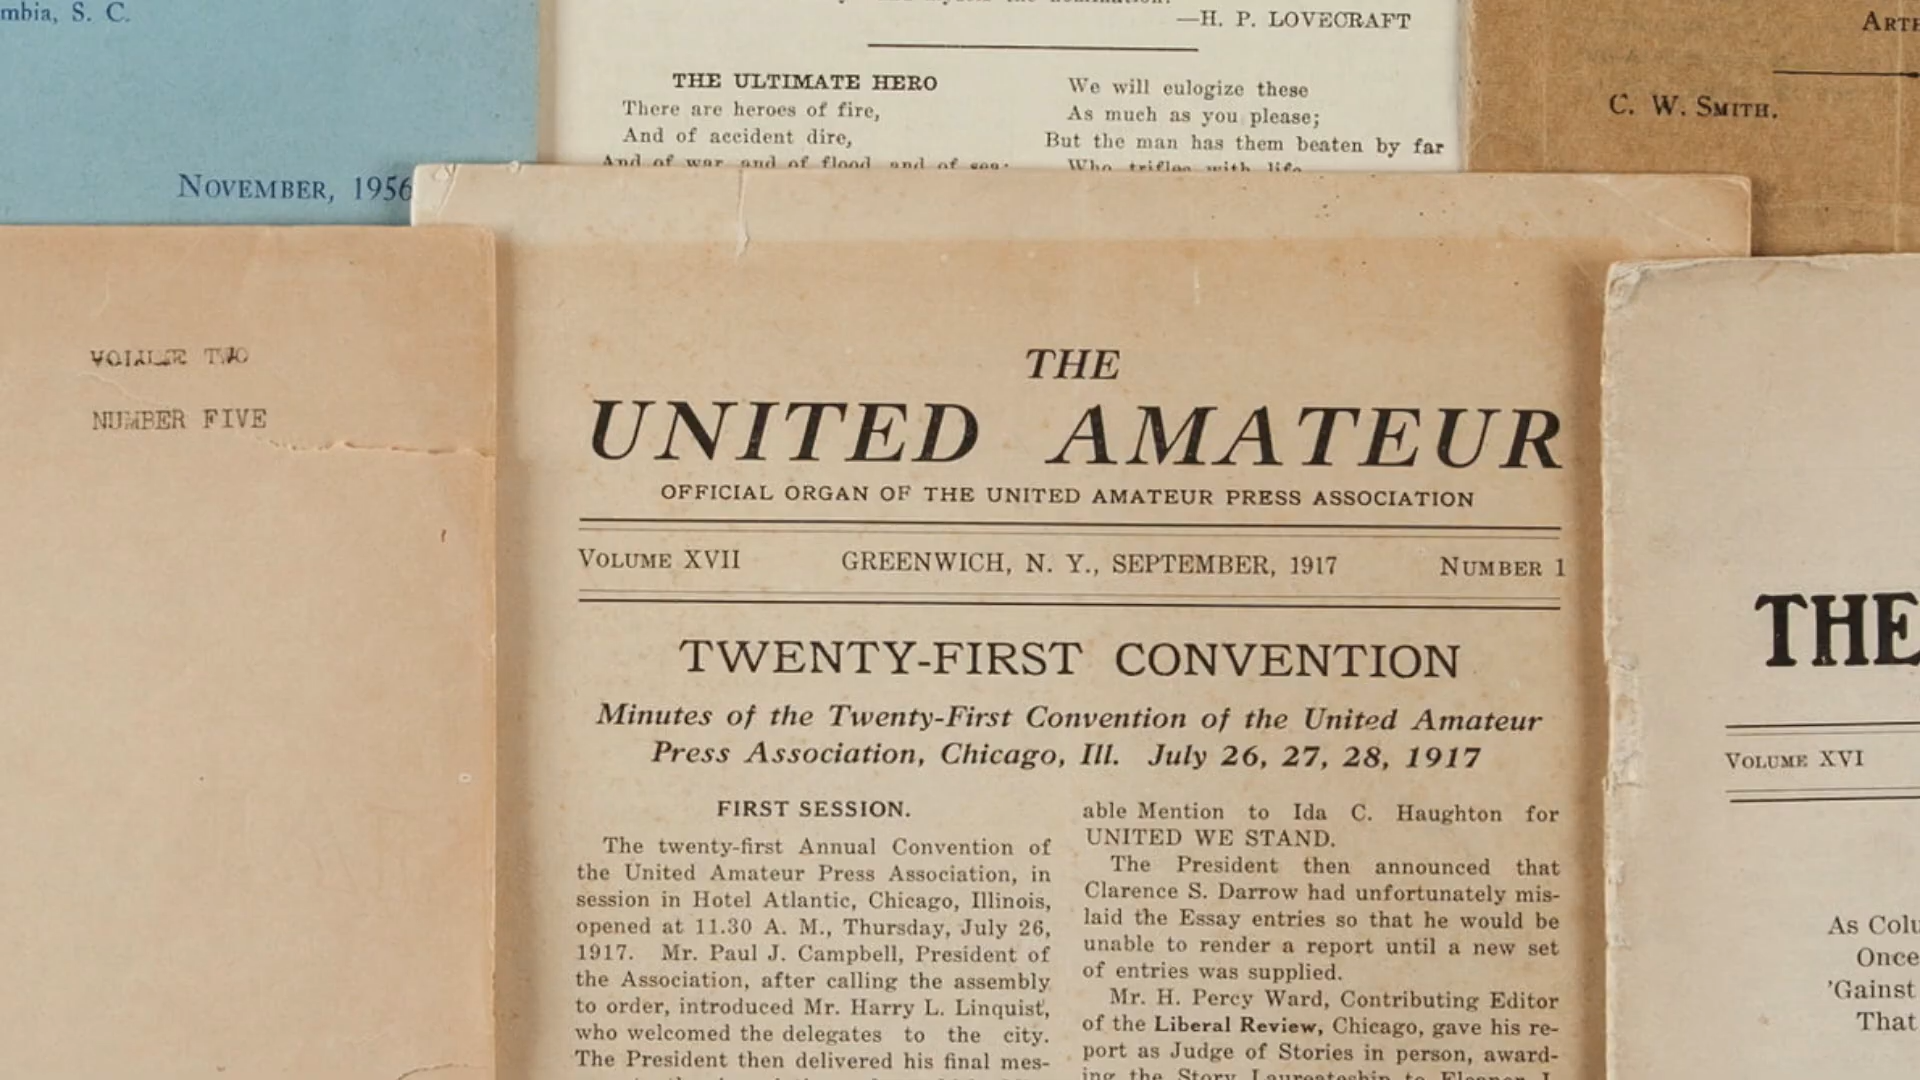 mbia, S. C.
NOVEMBER, 1956
—H. P. LOVECRAFT
THE ULTIMATE HERO
There are heroes of fire,
And of accident dire,
And of war and of flood and of sea:
We will eulogize these
As much as you please;
But the man has them beaten by far
Who trifles with life
ARTH
C. W. SMITH.
VOLUME TWO
NUMBER FIVE
THE
UNITED AMATEUR
OFFICIAL ORGAN OF THE UNITED AMATEUR PRESS ASSOCIATION
VOLUME XVII GREENWICH, N. Y., SEPTEMBER, 1917 NUMBER 1
TWENTY-FIRST CONVENTION
Minutes of the Twenty-First Convention of the United Amateur
Press Association, Chicago, Ill. July 26, 27, 28, 1917
FIRST SESSION.
The twenty-first Annual Convention of
the United Amateur Press Association, in
session in Hotel Atlantic, Chicago, Illinois,
opened at 11.30 A. M., Thursday, July 26,
1917. Mr. Paul J. Campbell, President of
the Association, after calling the assembly
to order, introduced Mr. Harry L. Linquist,
who welcomed the delegates to the city.
The President then delivered his final mes-
able Mention to Ida C. Haughton for
UNITED WE STAND.
The President then announced that
Clarence S. Darrow had unfortunately mis-
laid the Essay entries so that he would be
unable to render a report until a new set
of entries was supplied.
Mr. H. Percy Ward, Contributing Editor
of the Liberal Review, Chicago, gave his re-
port as Judge of Stories in person, award-
ing the Story Laureateship to Eleanor J.
THE
VOLUME XVI
As Colu
Once
'Gainst
That